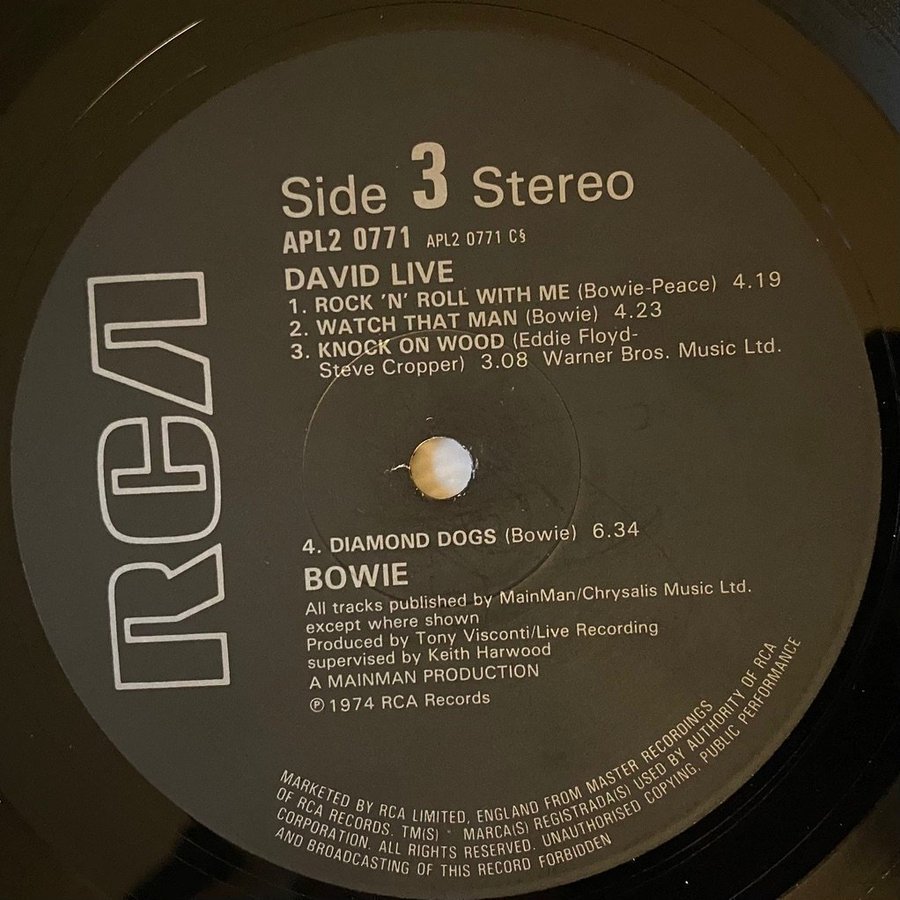 RCA
Side 3 Stereo
APL2 0771 APL2 0771 C§
DAVID LIVE
1. ROCK 'N' ROLL WITH ME (Bowie-Peace) 4.19
2. WATCH THAT MAN (Bowie) 4.23
3. KNOCK ON WOOD (Eddie Floyd-
Steve Cropper) 3.08 Warner Bros. Music Ltd.
4. DIAMOND DOGS (Bowie) 6.34
BOWIE
All tracks published by MainMan/Chrysalis Music Ltd.
except where shown
Produced by Tony Visconti/Live Recording
supervised by Keith Harwood
A MAINMAN PRODUCTION
℗ 1974 RCA Records
MARKETED BY RCA LIMITED, ENGLAND FROM MASTER RECORDINGS
OF RCA RECORDS. TM(S) • MARCA(S) REGISTRADA(S) USED BY AUTHORITY OF RCA
CORPORATION. ALL RIGHTS RESERVED. UNAUTHORISED COPYING, PUBLIC PERFORMANCE
AND BROADCASTING OF THIS RECORD FORBIDDEN